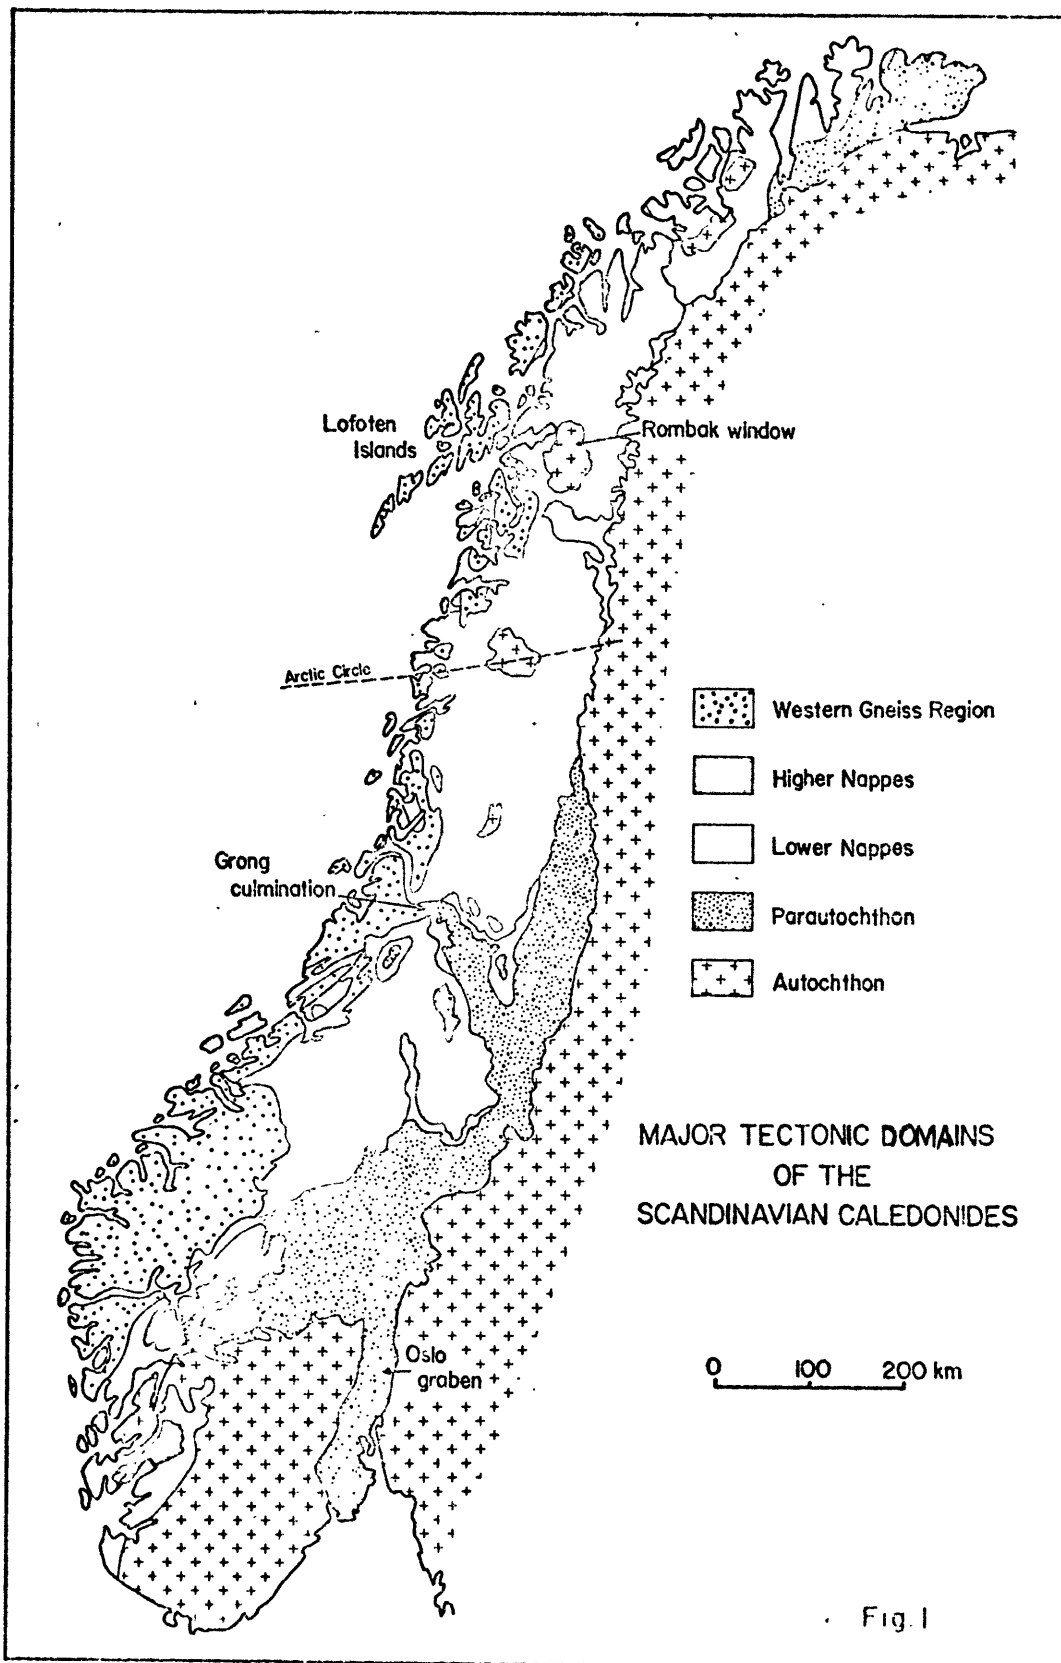 Lofoten
Islands
Rombak window
Arctic Circle
Western Gneiss Region
Higher Nappes
Lower Nappes
Parautochthon
Autochthon
Grong
culmination
MAJOR TECTONIC DOMAINS
OF THE
SCANDINAVIAN CALEDONIDES
0 100 200 km
Oslo
graben
Fig. 1